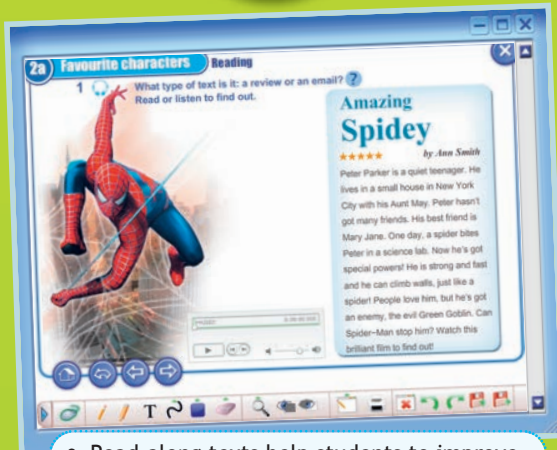 2a Favourite characters Reading
1 What type of text is it: a review or an email? ?
Read or listen to find out.
Amazing
Spidey
by Ann Smith
Peter Parker is a quiet teenager. He
lives in a small house in New York
City with his Aunt May. Peter hasn't
got many friends. His best friend is
Mary Jane. One day, a spider bites
Peter in a science lab. Now he's got
special powers! He is strong and fast
and he can climb walls, just like a
spider! People love him, but he's got
an enemy, the evil Green Goblin. Can
Spider-Man stop him? Watch this
brilliant film to find out!
T
• Read-along texts help students to improve